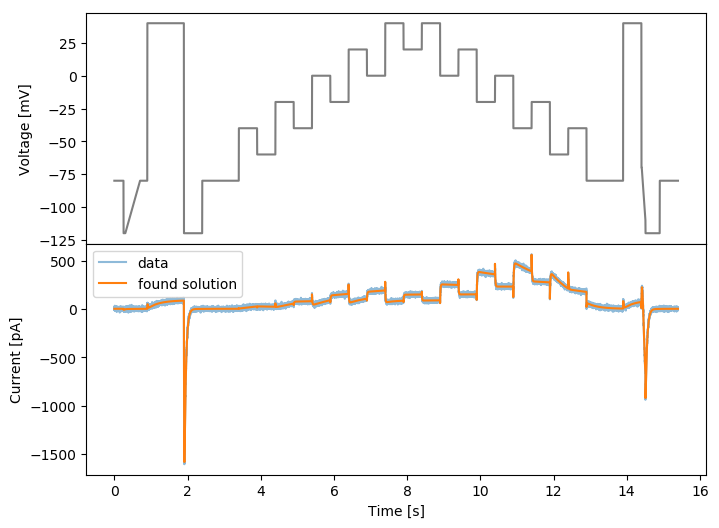 25
0
−25
−50
−75
−100
−125
Voltage [mV]
data
found solution
500
0
−500
−1000
−1500
Current [pA]
0 2 4 6 8 10 12 14 16
Time [s]